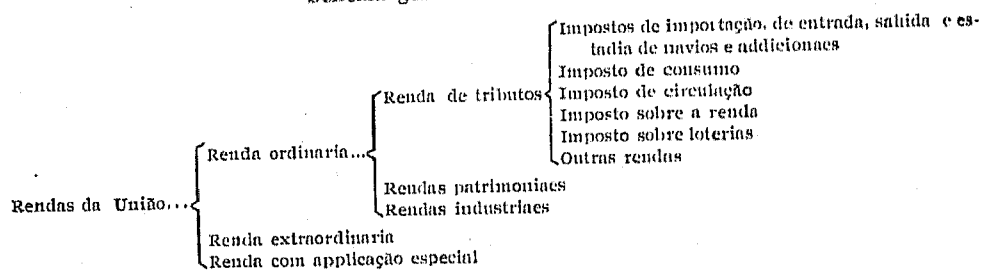 Impostos de importação, de entrada, sahida e es-
tadia de navios e addicionaes
Imposto de consumo
Renda de tributos Imposto de circulação
Imposto sobre a renda
Imposto sobre loterias
Renda ordinaria... Outras rendas
Rendas patrimoniaes
Rendas da União... Rendas industriaes
Renda extraordinaria
Renda com applicação especial